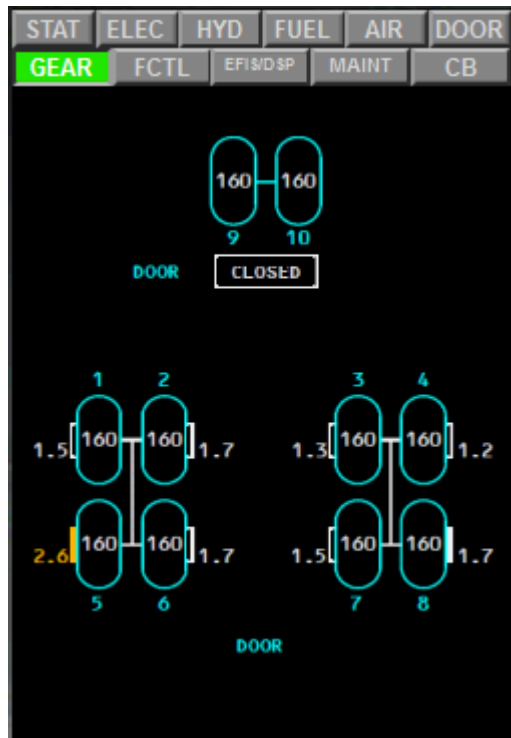 STAT ELEC HYD FUEL AIR DOOR
GEAR FCTL EFIS/DSP MAINT CB
160 160
9 10
DOOR CLOSED
1 2 3 4
1.5 160 160 1.7 1.3 160 160 1.2
2.6 160 160 1.7 1.5 160 160 1.7
5 6 7 8
DOOR